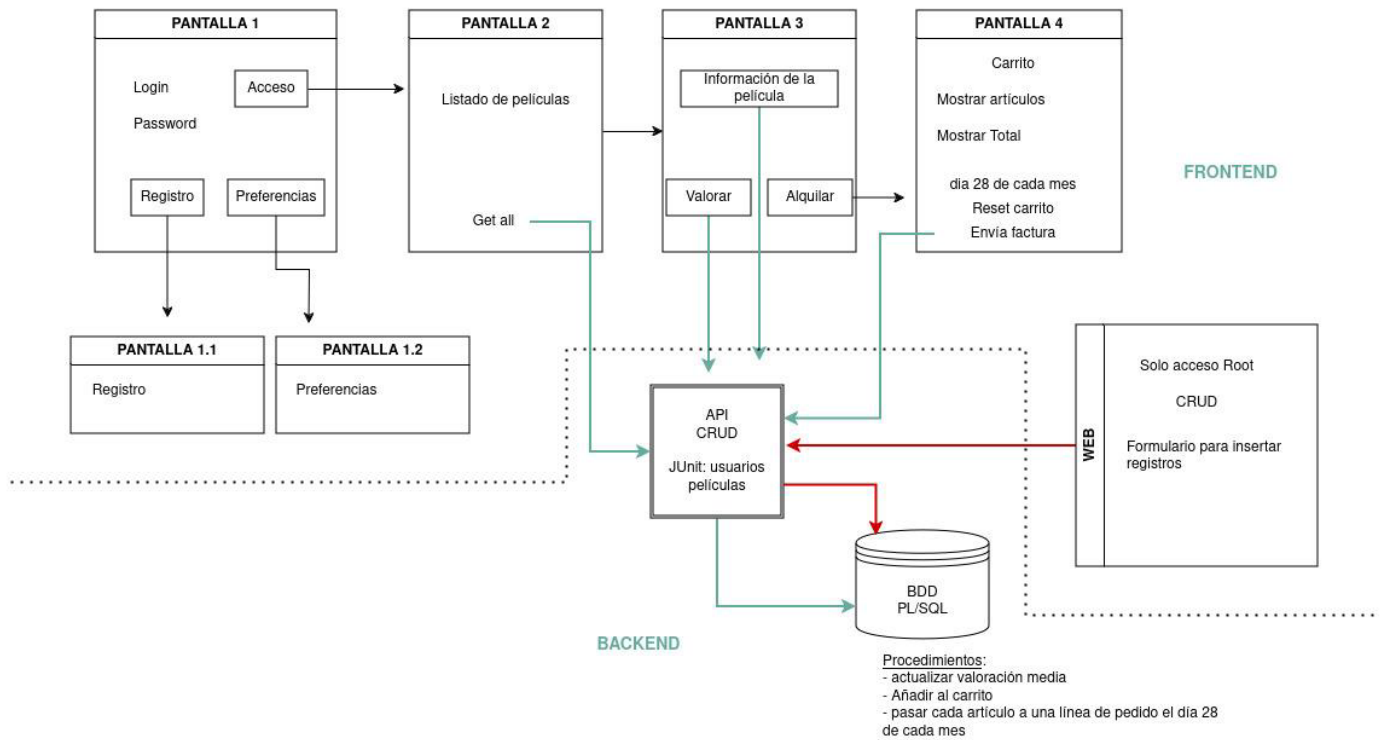 PANTALLA 1
Login
Acceso
Password
Registro
Preferencias
PANTALLA 2
Listado de películas
Get all
PANTALLA 3
Información de la
película
Valorar
Alquilar
PANTALLA 4
Carrito
Mostrar artículos
Mostrar Total
dia 28 de cada mes
Reset carrito
Envía factura
FRONTEND
PANTALLA 1.1
Registro
PANTALLA 1.2
Preferencias
API
CRUD
JUnit: usuarios
películas
WEB
Solo acceso Root
CRUD
Formulario para insertar
registros
BDD
PL/SQL
BACKEND
Procedimientos:
- actualizar valoración media
- Añadir al carrito
- pasar cada artículo a una línea de pedido el día 28
de cada mes